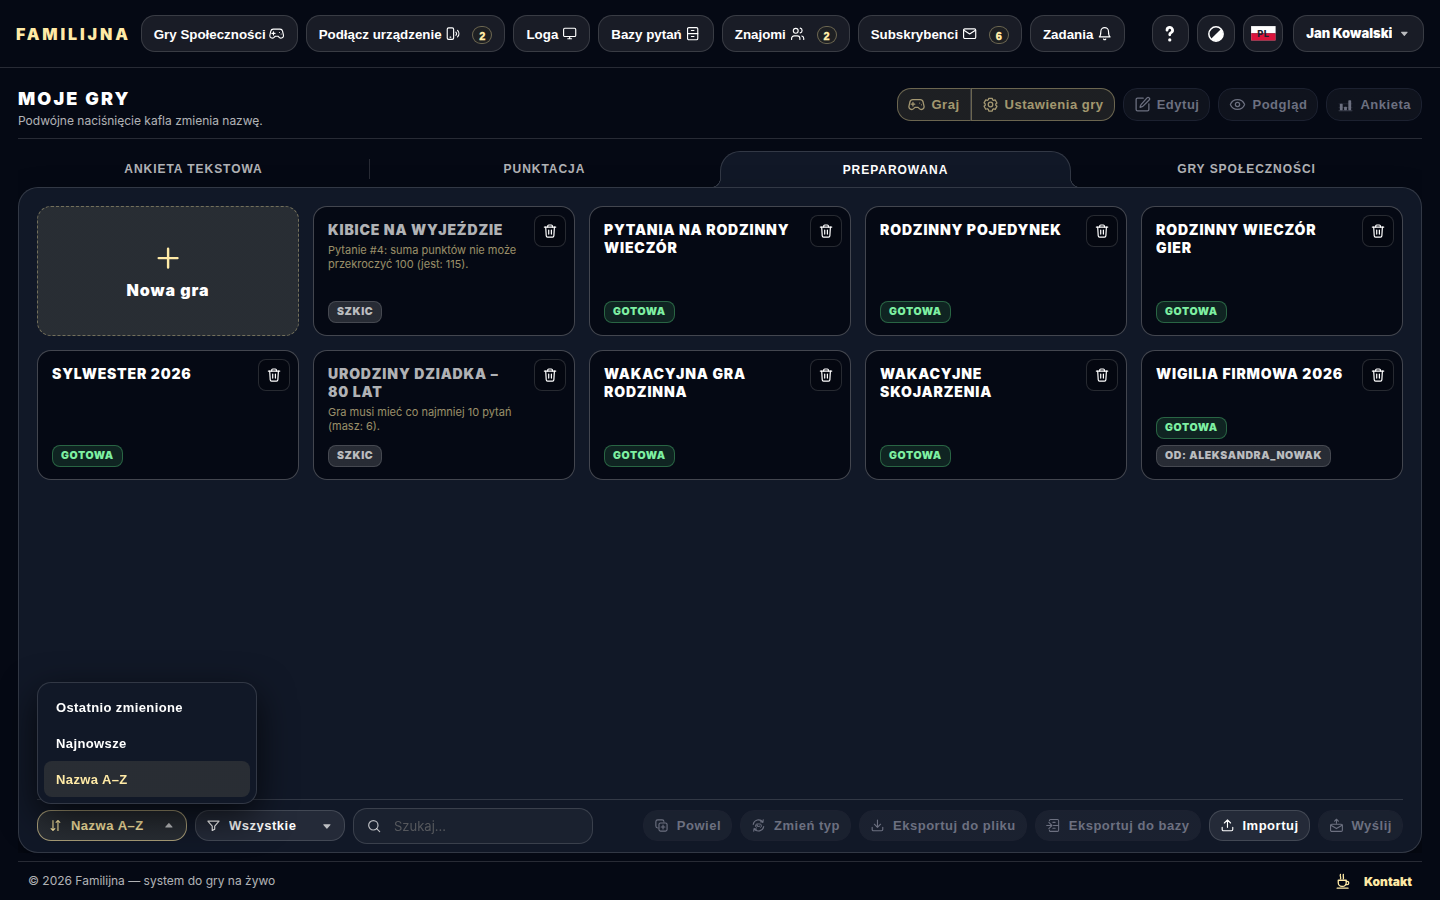 FAMILIJNA
Gry Społeczności
Podłącz urządzenie 2
Loga
Bazy pytań
Znajomi 2
Subskrybenci 6
Zadania
?
PL
Jan Kowalski
MOJE GRY
Podwójne naciśnięcie kafla zmienia nazwę.
Graj
Ustawienia gry
Edytuj
Podgląd
Ankieta
ANKIETA TEKSTOWA
PUNKTACJA
PREPAROWANA
GRY SPOŁECZNOŚCI
Nowa gra
KIBICE NA WYJEŹDZIE
Pytanie #4: suma punktów nie może
przekroczyć 100 (jest: 115).
SZKIC
PYTANIA NA RODZINNY
WIECZÓR
GOTOWA
RODZINNY POJEDYNEK
GOTOWA
RODZINNY WIECZÓR
GIER
GOTOWA
SYLWESTER 2026
GOTOWA
URODZINY DZIADKA –
80 LAT
Gra musi mieć co najmniej 10 pytań
(masz: 6).
SZKIC
WAKACYJNA GRA
RODZINNA
GOTOWA
WAKACYJNE
SKOJARZENIA
GOTOWA
WIGILIA FIRMOWA 2026
GOTOWA
OD: ALEKSANDRA_NOWAK
Ostatnio zmienione
Najnowsze
Nazwa A–Z
Nazwa A–Z
Wszystkie
Szukaj...
Powiel
Zmień typ
Eksportuj do pliku
Eksportuj do bazy
Importuj
Wyślij
© 2026 Familijna — system do gry na żywo
Kontakt